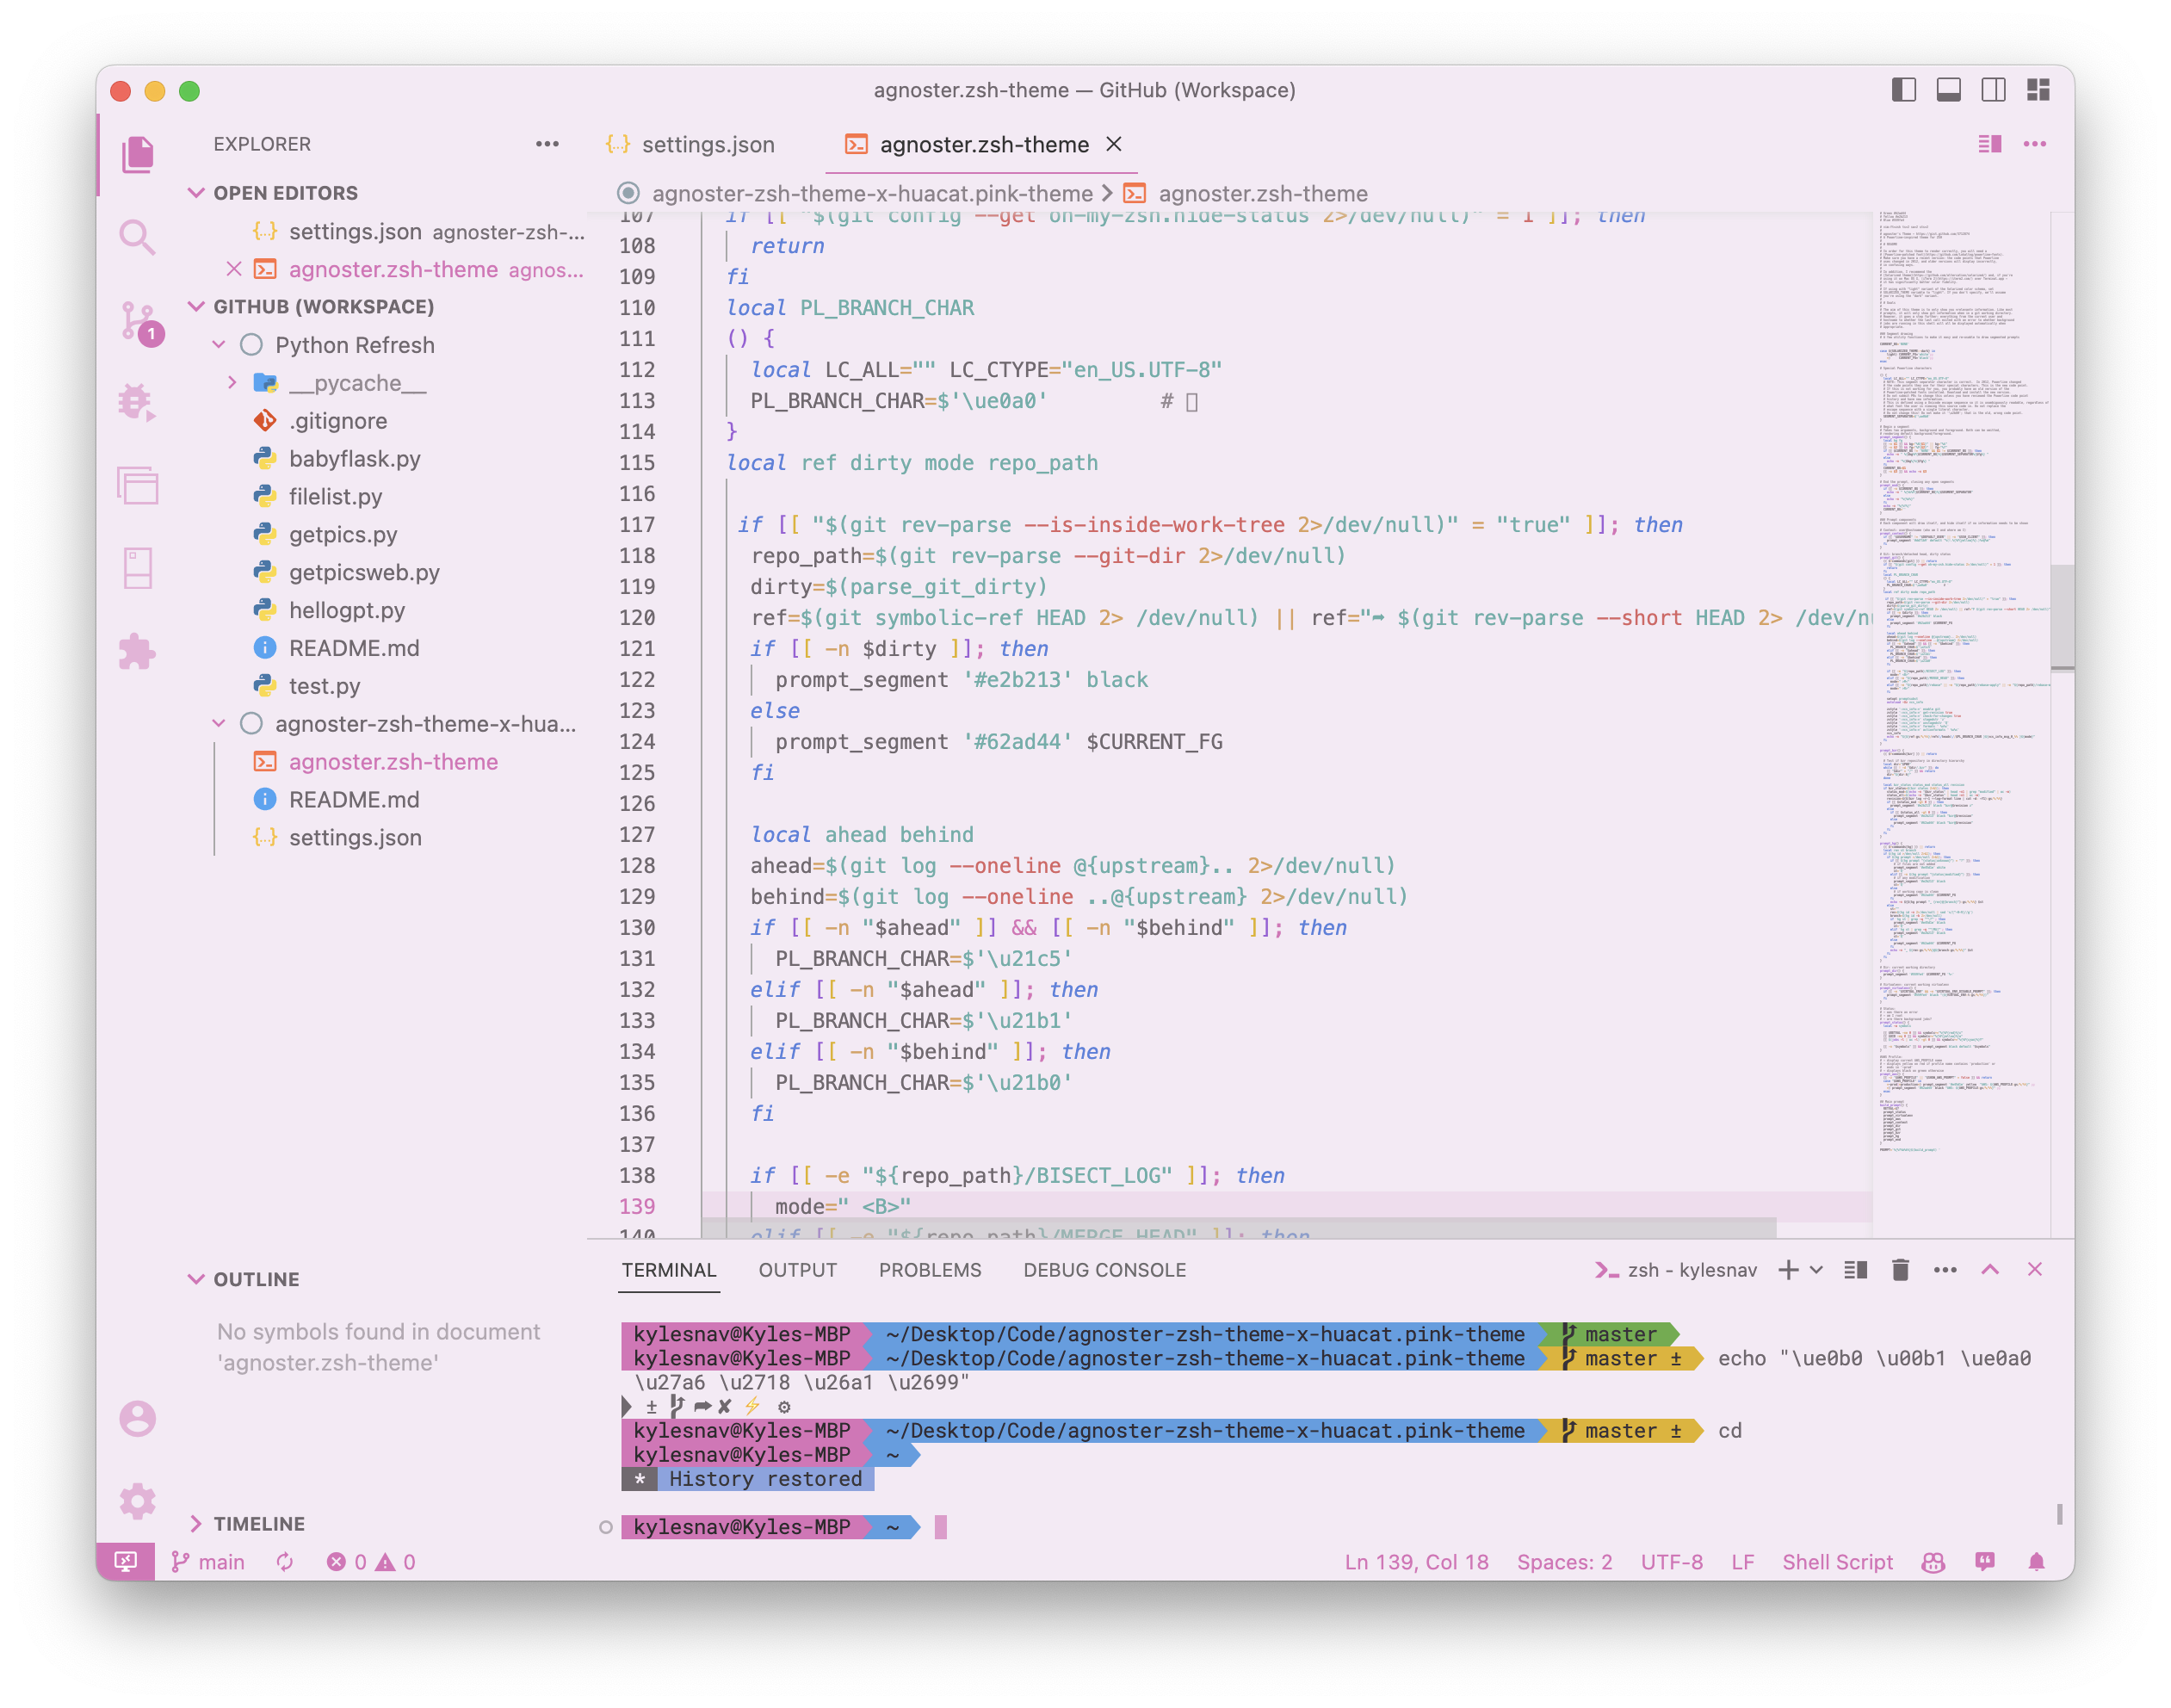 agnoster.zsh-theme — GitHub (Workspace)
EXPLORER
OPEN EDITORS
settings.json agnoster-zsh-...
agnoster.zsh-theme agnos...
GITHUB (WORKSPACE)
Python Refresh
__pycache__
.gitignore
babyflask.py
filelist.py
getpics.py
getpicsweb.py
hellogpt.py
README.md
test.py
agnoster-zsh-theme-x-hua...
agnoster.zsh-theme
README.md
settings.json
OUTLINE
No symbols found in document
'agnoster.zsh-theme'
TIMELINE
1
settings.json
agnoster.zsh-theme
agnoster-zsh-theme-x-huacat.pink-theme > agnoster.zsh-theme
107 if [[ "$(git config --get oh-my-zsh.hide-status 2>/dev/null)" = 1 ]]; then
108 return
109 fi
110 local PL_BRANCH_CHAR
111 () {
112 local LC_ALL="" LC_CTYPE="en_US.UTF-8"
113 PL_BRANCH_CHAR=$'\ue0a0' #
114 }
115 local ref dirty mode repo_path
116
117 if [[ "$(git rev-parse --is-inside-work-tree 2>/dev/null)" = "true" ]]; then
118 repo_path=$(git rev-parse --git-dir 2>/dev/null)
119 dirty=$(parse_git_dirty)
120 ref=$(git symbolic-ref HEAD 2> /dev/null) || ref="➦ $(git rev-parse --short HEAD 2> /dev/nu
121 if [[ -n $dirty ]]; then
122 prompt_segment '#e2b213' black
123 else
124 prompt_segment '#62ad44' $CURRENT_FG
125 fi
126
127 local ahead behind
128 ahead=$(git log --oneline @{upstream}.. 2>/dev/null)
129 behind=$(git log --oneline ..@{upstream} 2>/dev/null)
130 if [[ -n "$ahead" ]] && [[ -n "$behind" ]]; then
131 PL_BRANCH_CHAR=$'\u21c5'
132 elif [[ -n "$ahead" ]]; then
133 PL_BRANCH_CHAR=$'\u21b1'
134 elif [[ -n "$behind" ]]; then
135 PL_BRANCH_CHAR=$'\u21b0'
136 fi
137
138 if [[ -e "${repo_path}/BISECT_LOG" ]]; then
139 mode=" <B>"
140 elif [[ -e "${repo_path}/MERGE_HEAD" ]]; then
TERMINAL OUTPUT PROBLEMS DEBUG CONSOLE
zsh - kylesnav
kylesnav@Kyles-MBP ~/Desktop/Code/agnoster-zsh-theme-x-huacat.pink-theme master
kylesnav@Kyles-MBP ~/Desktop/Code/agnoster-zsh-theme-x-huacat.pink-theme master ± echo "\ue0b0 \u00b1 \ue0a0
\u27a6 \u2718 \u26a1 \u2699"
± ➦ ✘ ⚡ ⚙
kylesnav@Kyles-MBP ~/Desktop/Code/agnoster-zsh-theme-x-huacat.pink-theme master ± cd
kylesnav@Kyles-MBP ~
* History restored
kylesnav@Kyles-MBP ~
main 0 0
Ln 139, Col 18 Spaces: 2 UTF-8 LF Shell Script